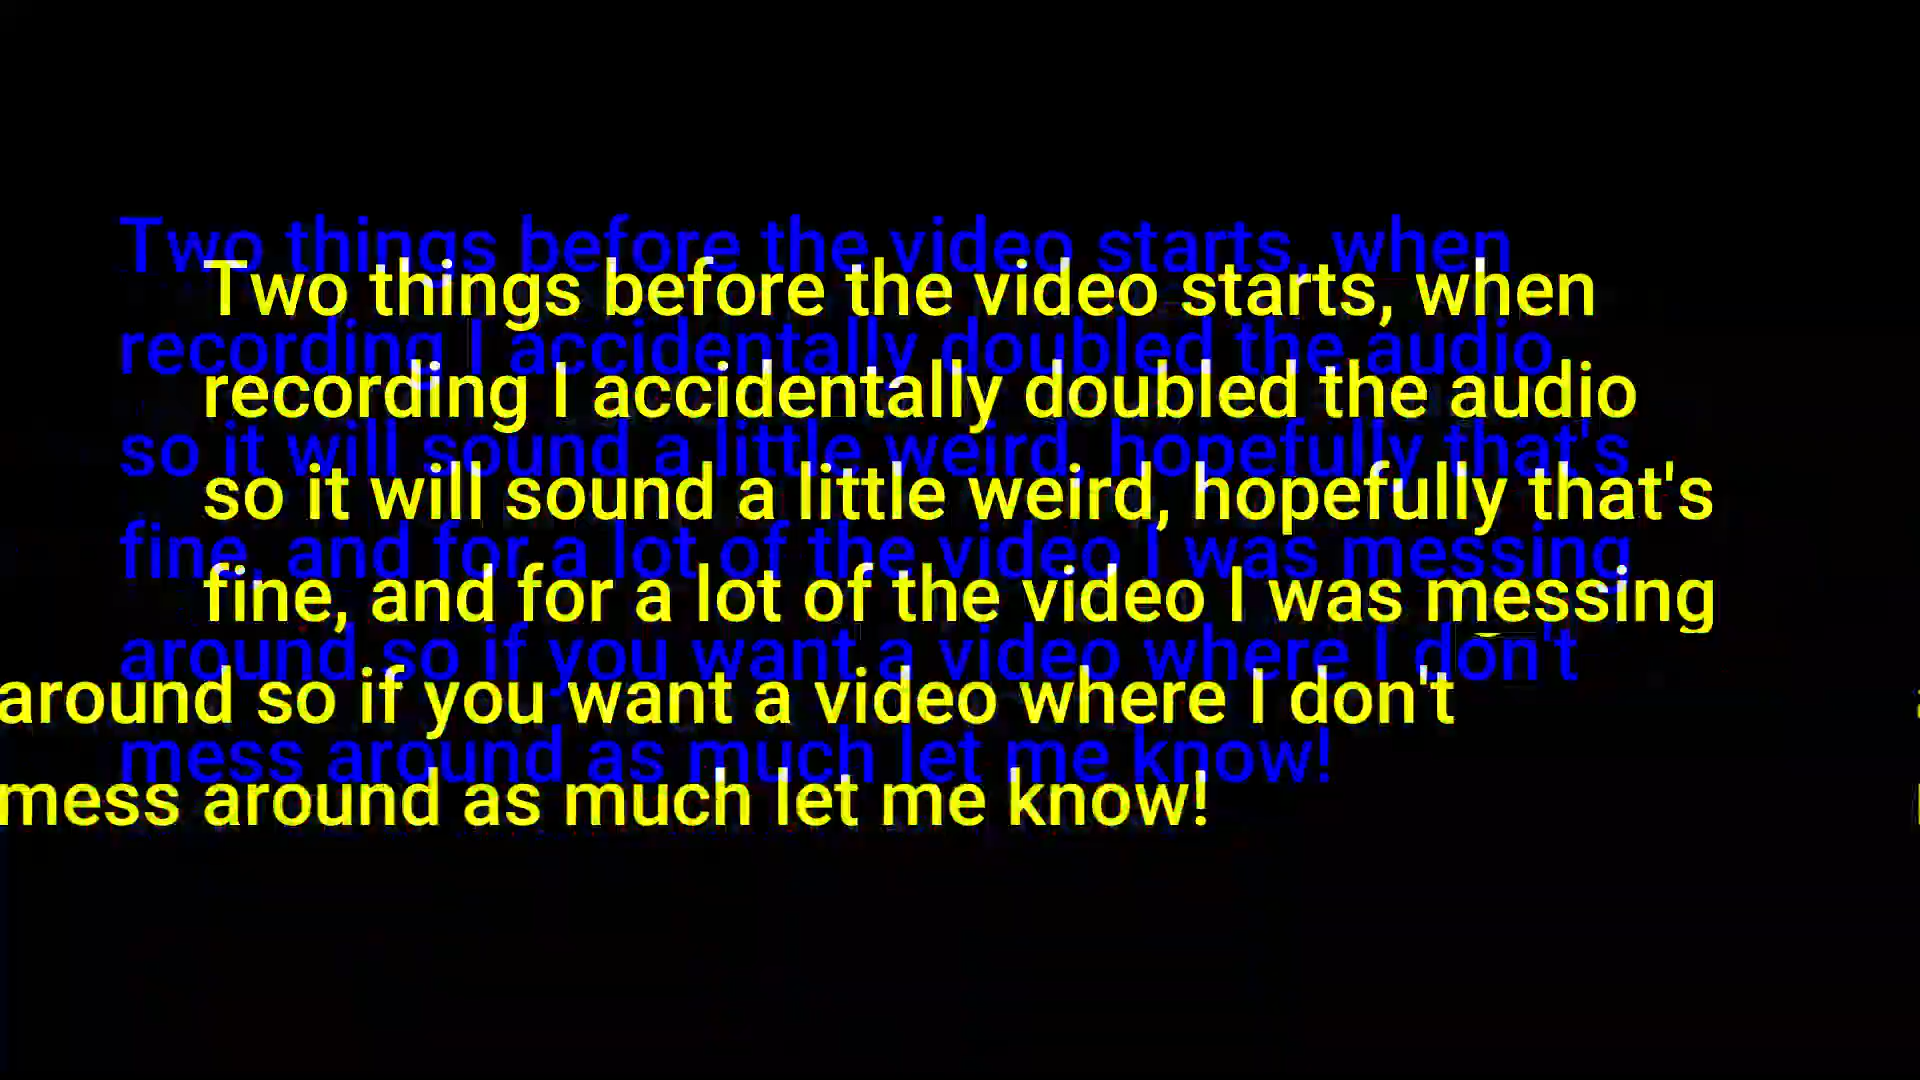 Two things before the video starts, when
recording I accidentally doubled the audio
so it will sound a little weird, hopefully that's
fine, and for a lot of the video I was messing
around so if you want a video where I don't
mess around as much let me know!